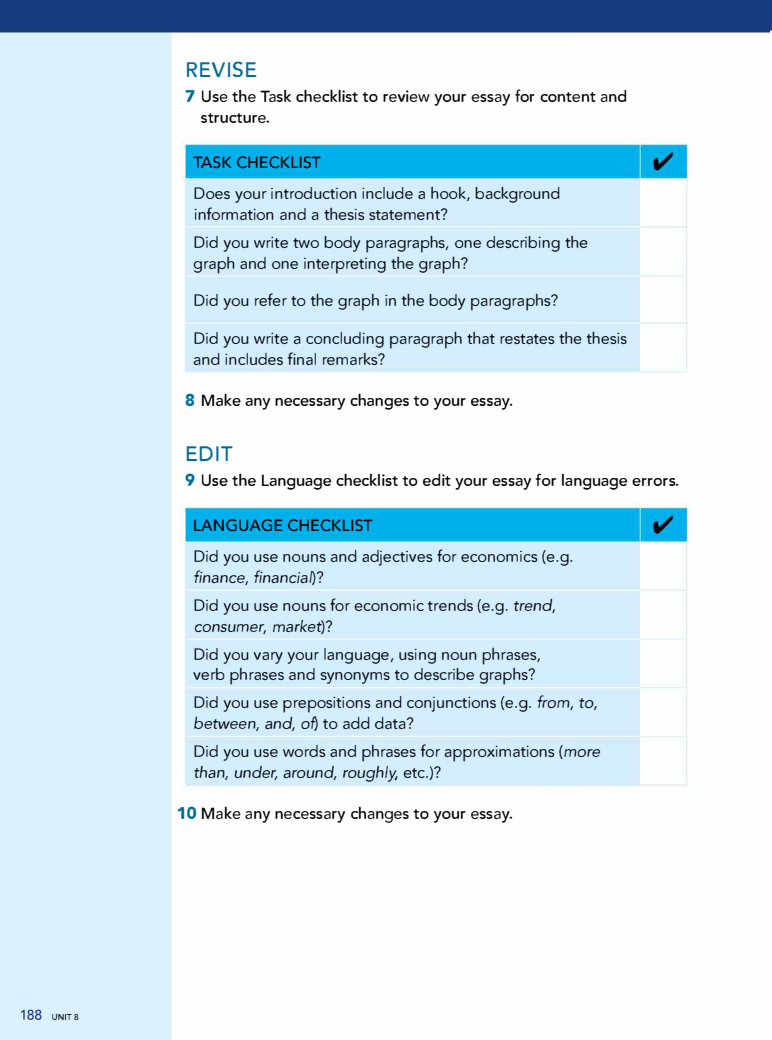 REVISE
7 Use the Task checklist to review your essay for content and
structure.
TASK CHECKLIST ✔
Does your introduction include a hook, background
information and a thesis statement?
Did you write two body paragraphs, one describing the
graph and one interpreting the graph?
Did you refer to the graph in the body paragraphs?
Did you write a concluding paragraph that restates the thesis
and includes final remarks?
8 Make any necessary changes to your essay.
EDIT
9 Use the Language checklist to edit your essay for language errors.
LANGUAGE CHECKLIST ✔
Did you use nouns and adjectives for economics (e.g.
finance, financial)?
Did you use nouns for economic trends (e.g. trend,
consumer, market)?
Did you vary your language, using noun phrases,
verb phrases and synonyms to describe graphs?
Did you use prepositions and conjunctions (e.g. from, to,
between, and, of) to add data?
Did you use words and phrases for approximations (more
than, under, around, roughly, etc.)?
10 Make any necessary changes to your essay.
188 UNIT 8